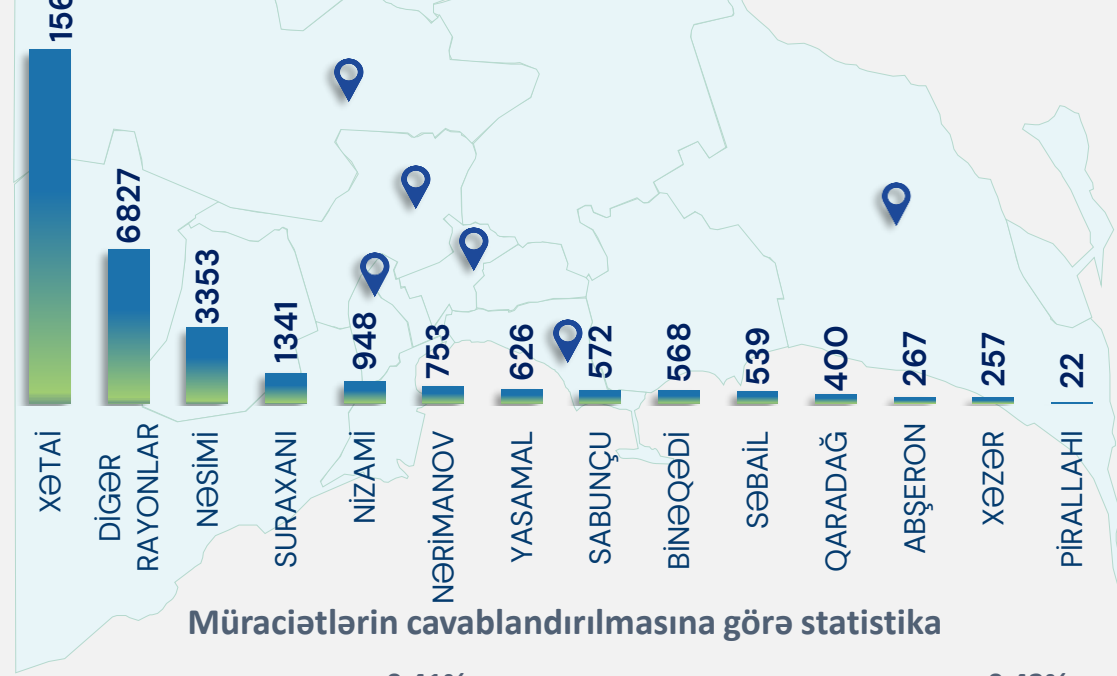 6827
3353
1341
948
753
626
572
568
539
400
267
257
22
XƏTAİ
DİGƏR
RAYONLAR
NƏSİMİ
SURAXANI
NİZAMİ
NƏRİMANOV
YASAMAL
SABUNÇU
BİNƏQƏDİ
SƏBAİL
QARADAĞ
ABŞERON
XƏZƏR
PİRALLAHI
Müraciətlərin cavablandırılmasına görə statistika